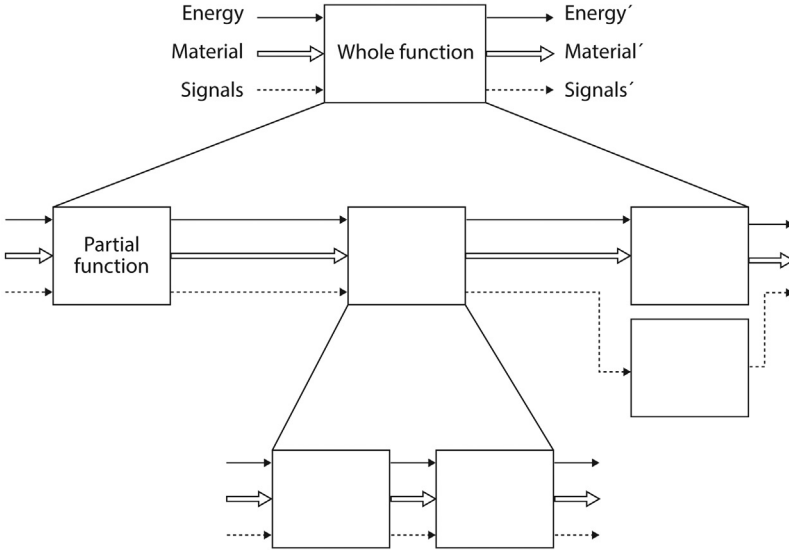 Energy
Energy´
Material
Whole function
Material´
Signals
Signals´
Partial
function